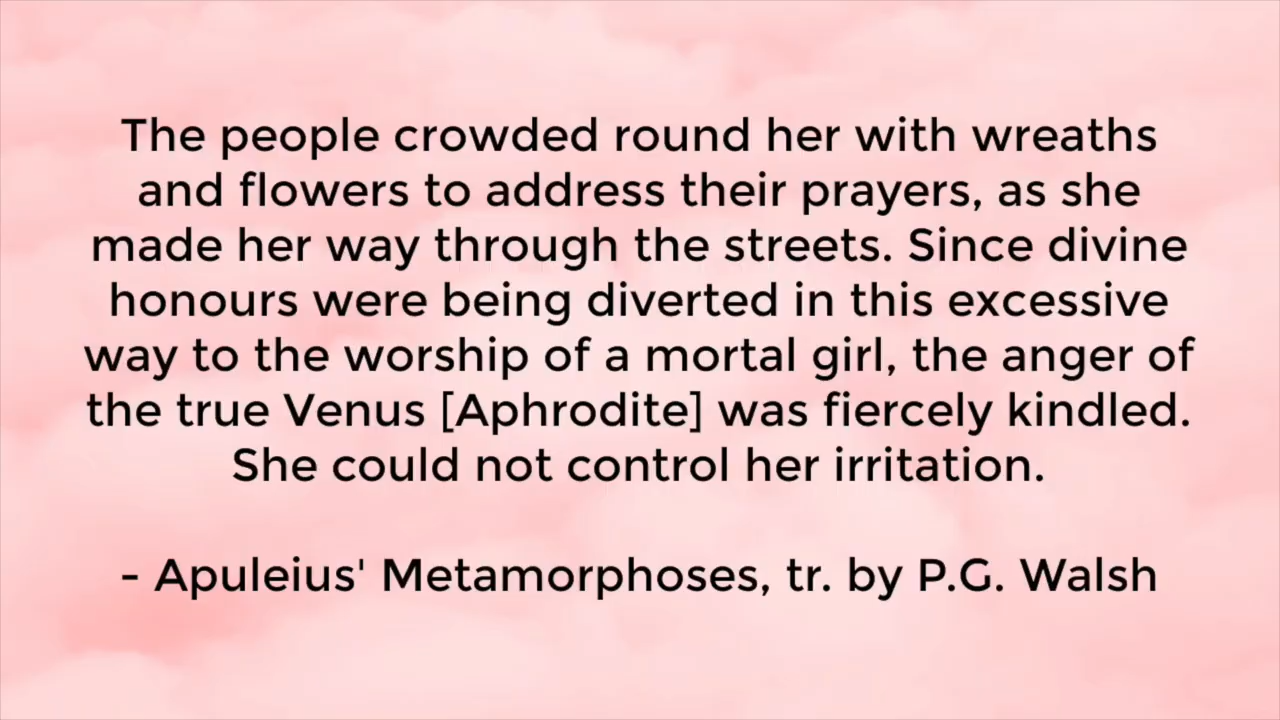 The people crowded round her with wreaths
and flowers to address their prayers, as she
made her way through the streets. Since divine
honours were being diverted in this excessive
way to the worship of a mortal girl, the anger of
the true Venus [Aphrodite] was fiercely kindled.
She could not control her irritation.
- Apuleius' Metamorphoses, tr. by P.G. Walsh